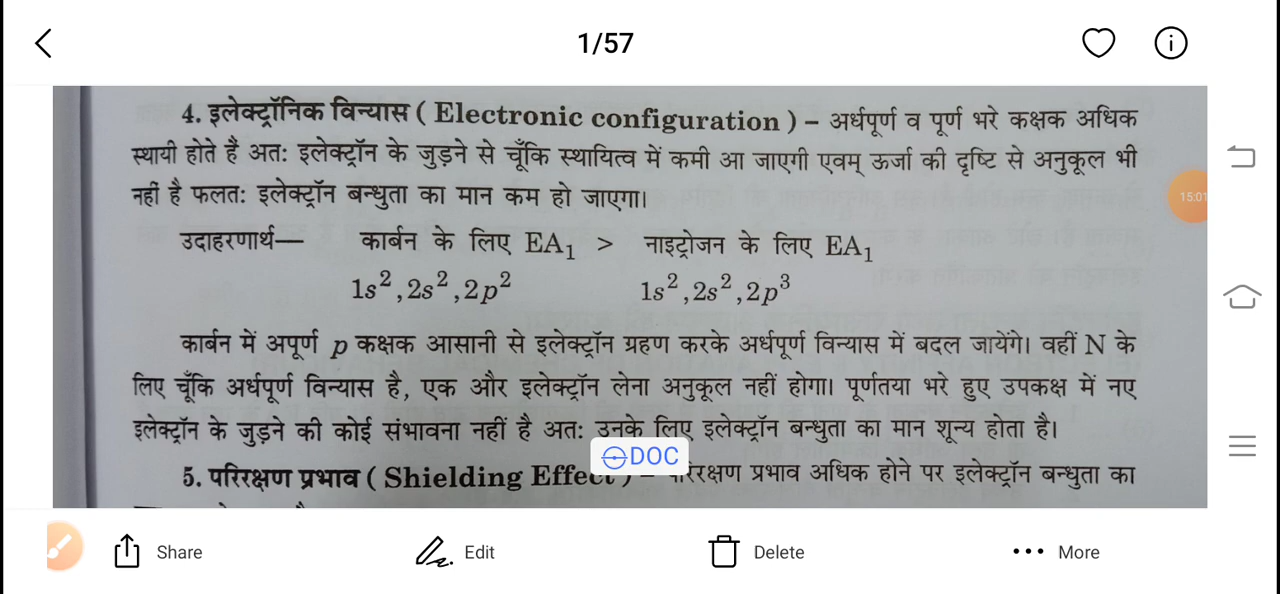 1/57
4. इलेक्ट्रॉनिक विन्यास ( Electronic configuration ) – अर्धपूर्ण व पूर्ण भरे कक्षक अधिक
स्थायी होते हैं अतः इलेक्ट्रॉन के जुड़ने से चूँकि स्थायित्व में कमी आ जाएगी एवम् ऊर्जा की दृष्टि से अनुकूल भी
नहीं है फलतः इलेक्ट्रॉन बन्धुता का मान कम हो जाएगा।
15:01
उदाहरणार्थ— कार्बन के लिए EA₁ > नाइट्रोजन के लिए EA₁
1s², 2s², 2p² 1s², 2s², 2p³
कार्बन में अपूर्ण p कक्षक आसानी से इलेक्ट्रॉन ग्रहण करके अर्धपूर्ण विन्यास में बदल जायेंगे। वहीं N के
लिए चूँकि अर्धपूर्ण विन्यास है, एक और इलेक्ट्रॉन लेना अनुकूल नहीं होगा। पूर्णतया भरे हुए उपकक्ष में नए
इलेक्ट्रॉन के जुड़ने की कोई संभावना नहीं है अतः उनके लिए इलेक्ट्रॉन बन्धुता का मान शून्य होता है।
DOC
5. परिरक्षण प्रभाव ( Shielding Effect ) – परिरक्षण प्रभाव अधिक होने पर इलेक्ट्रॉन बन्धुता का
Share Edit Delete More